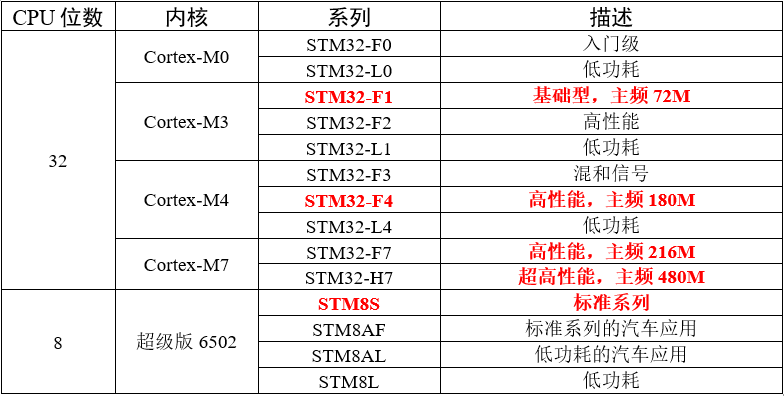 CPU 位数 内核 系列 描述
32 Cortex-M0 STM32-F0 入门级
STM32-L0 低功耗
Cortex-M3 STM32-F1 基础型，主频 72M
STM32-F2 高性能
STM32-L1 低功耗
Cortex-M4 STM32-F3 混和信号
STM32-F4 高性能，主频 180M
STM32-L4 低功耗
Cortex-M7 STM32-F7 高性能，主频 216M
STM32-H7 超高性能，主频 480M
8 超级版 6502 STM8S 标准系列
STM8AF 标准系列的汽车应用
STM8AL 低功耗的汽车应用
STM8L 低功耗